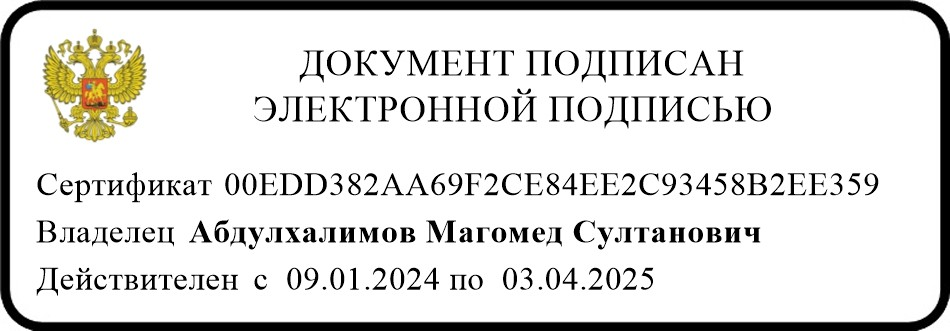 ДОКУМЕНТ ПОДПИСАН
ЭЛЕКТРОННОЙ ПОДПИСЬЮ
Сертификат 00EDD382AA69F2CE84EE2C93458B2EE359
Владелец Абдулхалимов Магомед Султанович
Действителен с 09.01.2024 по 03.04.2025